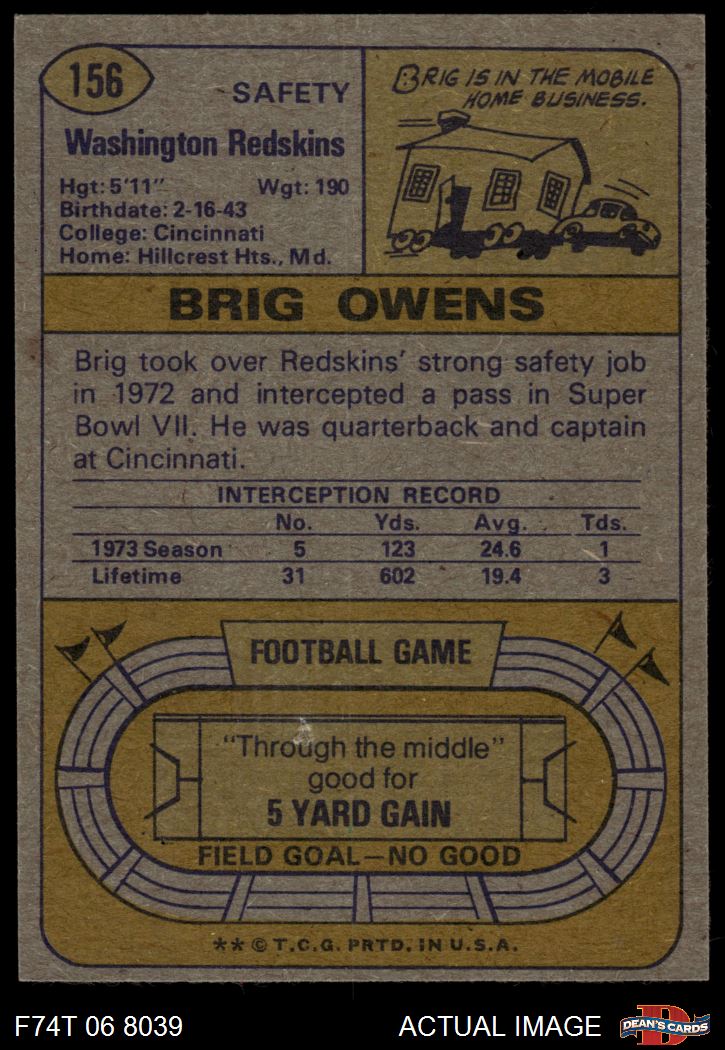 156
SAFETY
Washington Redskins
Hgt: 5'11" Wgt: 190
Birthdate: 2-16-43
College: Cincinnati
Home: Hillcrest Hts., Md.
BRIG IS IN THE MOBILE
HOME BUSINESS.
BRIG OWENS
Brig took over Redskins' strong safety job
in 1972 and intercepted a pass in Super
Bowl VII. He was quarterback and captain
at Cincinnati.
INTERCEPTION RECORD
No. Yds. Avg. Tds.
1973 Season 5 123 24.6 1
Lifetime 31 602 19.4 3
FOOTBALL GAME
"Through the middle"
good for
5 YARD GAIN
FIELD GOAL—NO GOOD
** © T.C.G. PRTD. IN U.S.A.
F74T 06 8039 ACTUAL IMAGE D DEAN'S CARDS